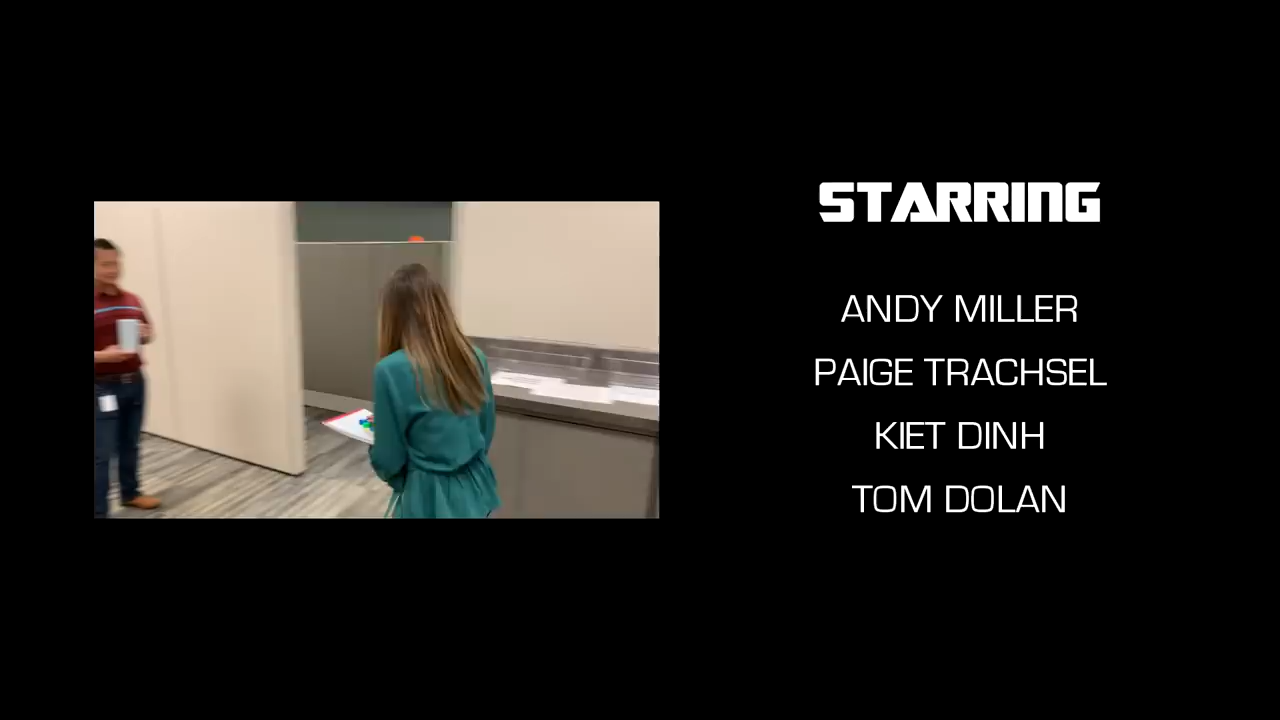 STARRING
ANDY MILLER
PAIGE TRACHSEL
KIET DINH
TOM DOLAN